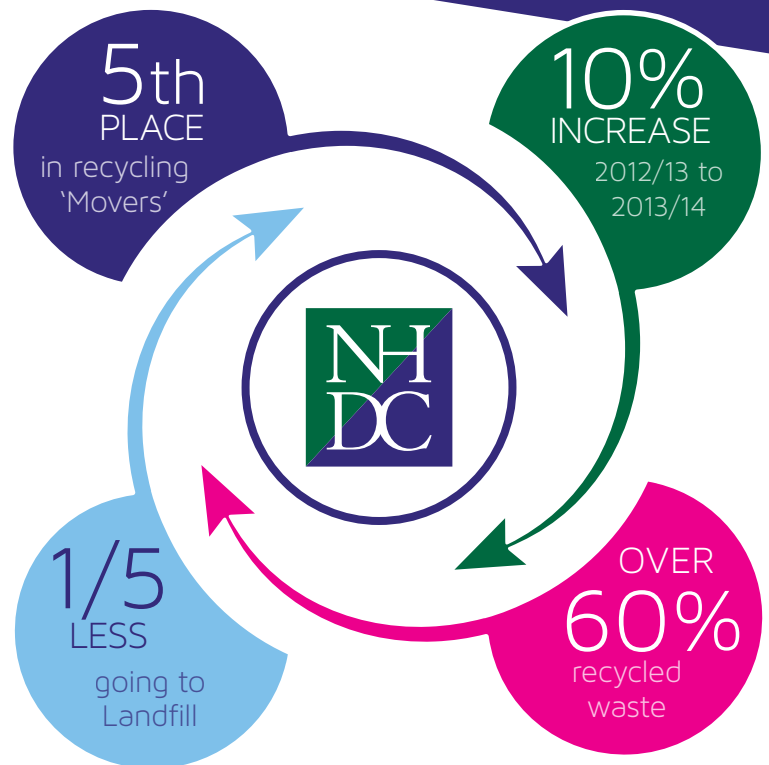 5th
PLACE
in recycling
‘Movers’
10%
INCREASE
2012/13 to
2013/14
NH
DC
1/5
LESS
going to
Landfill
OVER
60%
recycled
waste